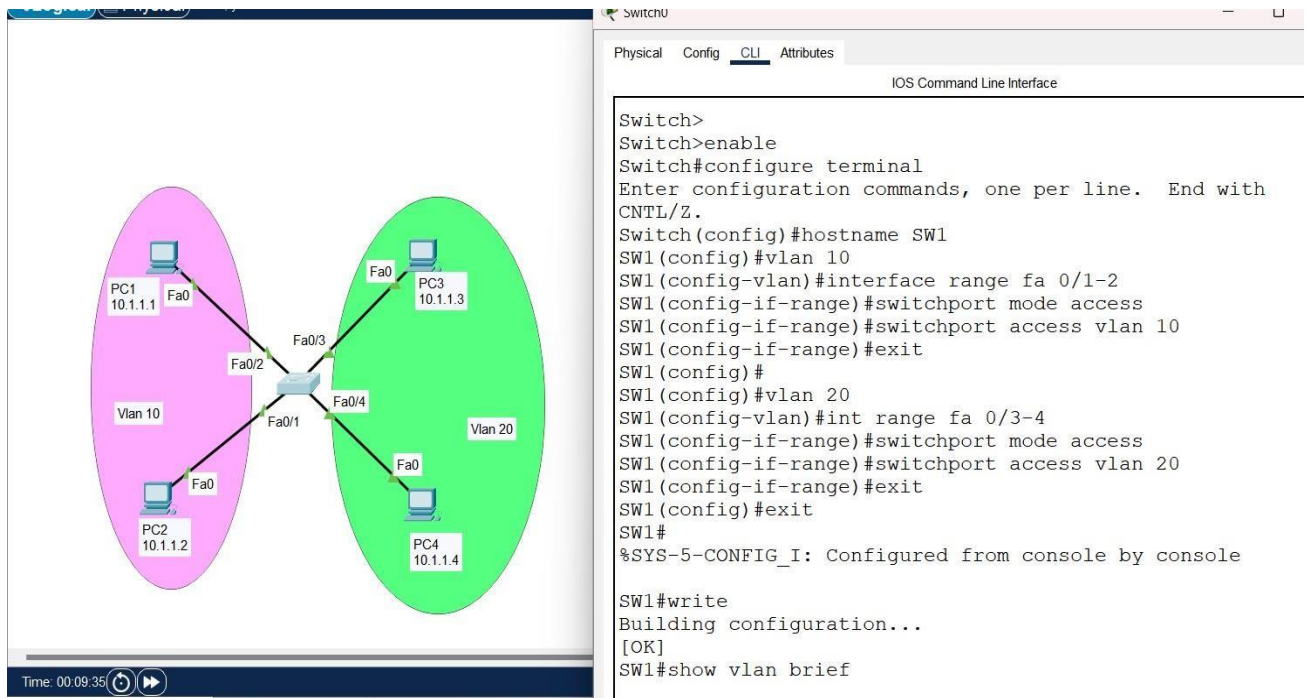 Logical
Physical
PC1
10.1.1.1
Fa0
Fa0/2
Vlan 10
Fa0/1
Fa0
PC2
10.1.1.2
Fa0
PC3
10.1.1.3
Fa0/3
Fa0/4
Vlan 20
Fa0
PC4
10.1.1.4
Time: 00:09:35
Switch0
Physical Config CLI Attributes
IOS Command Line Interface
Switch>
Switch>enable
Switch#configure terminal
Enter configuration commands, one per line.  End with
CNTL/Z.
Switch(config)#hostname SW1
SW1(config)#vlan 10
SW1(config-vlan)#interface range fa 0/1-2
SW1(config-if-range)#switchport mode access
SW1(config-if-range)#switchport access vlan 10
SW1(config-if-range)#exit
SW1(config)#
SW1(config)#vlan 20
SW1(config-vlan)#int range fa 0/3-4
SW1(config-if-range)#switchport mode access
SW1(config-if-range)#switchport access vlan 20
SW1(config-if-range)#exit
SW1(config)#exit
SW1#
%SYS-5-CONFIG_I: Configured from console by console
SW1#write
Building configuration...
[OK]
SW1#show vlan brief